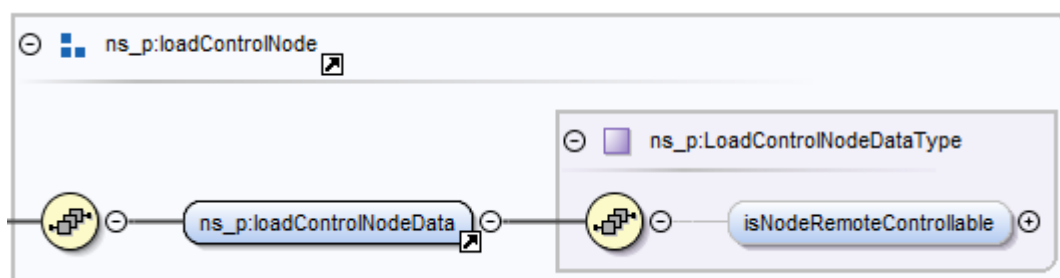 ns_p:loadControlNode
ns_p:LoadControlNodeDataType
ns_p:loadControlNodeData
isNodeRemoteControllable